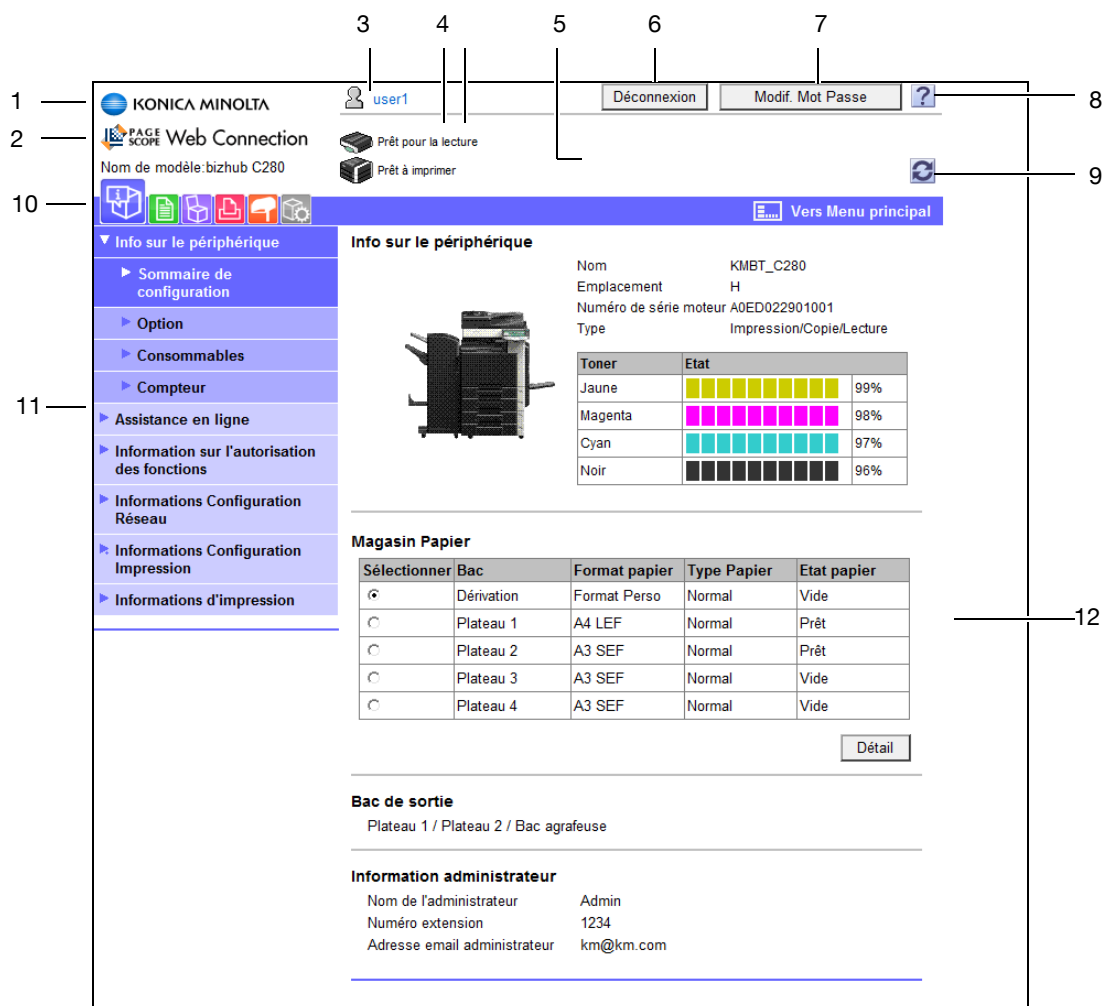 3 4 5 6 7
1 KONICA MINOLTA user1 Déconnexion Modif. Mot Passe ? 8
2 PAGE SCOPE Web Connection Prêt pour la lecture
Nom de modèle:bizhub C280 Prêt à imprimer 9
10 Vers Menu principal
Info sur le périphérique
Sommaire de configuration
Option
Consommables
Compteur
11 Assistance en ligne
Information sur l'autorisation des fonctions
Informations Configuration Réseau
Informations Configuration Impression
Informations d'impression
Info sur le périphérique
Nom KMBT_C280
Emplacement H
Numéro de série moteur A0ED022901001
Type Impression/Copie/Lecture
Toner Etat
Jaune 99%
Magenta 98%
Cyan 97%
Noir 96%
Magasin Papier
Sélectionner Bac Format papier Type Papier Etat papier
Dérivation Format Perso Normal Vide
Plateau 1 A4 LEF Normal Prêt
12
Plateau 2 A3 SEF Normal Prêt
Plateau 3 A3 SEF Normal Vide
Plateau 4 A3 SEF Normal Vide
Détail
Bac de sortie
Plateau 1 / Plateau 2 / Bac agrafeuse
Information administrateur
Nom de l'administrateur Admin
Numéro extension 1234
Adresse email administrateur km@km.com